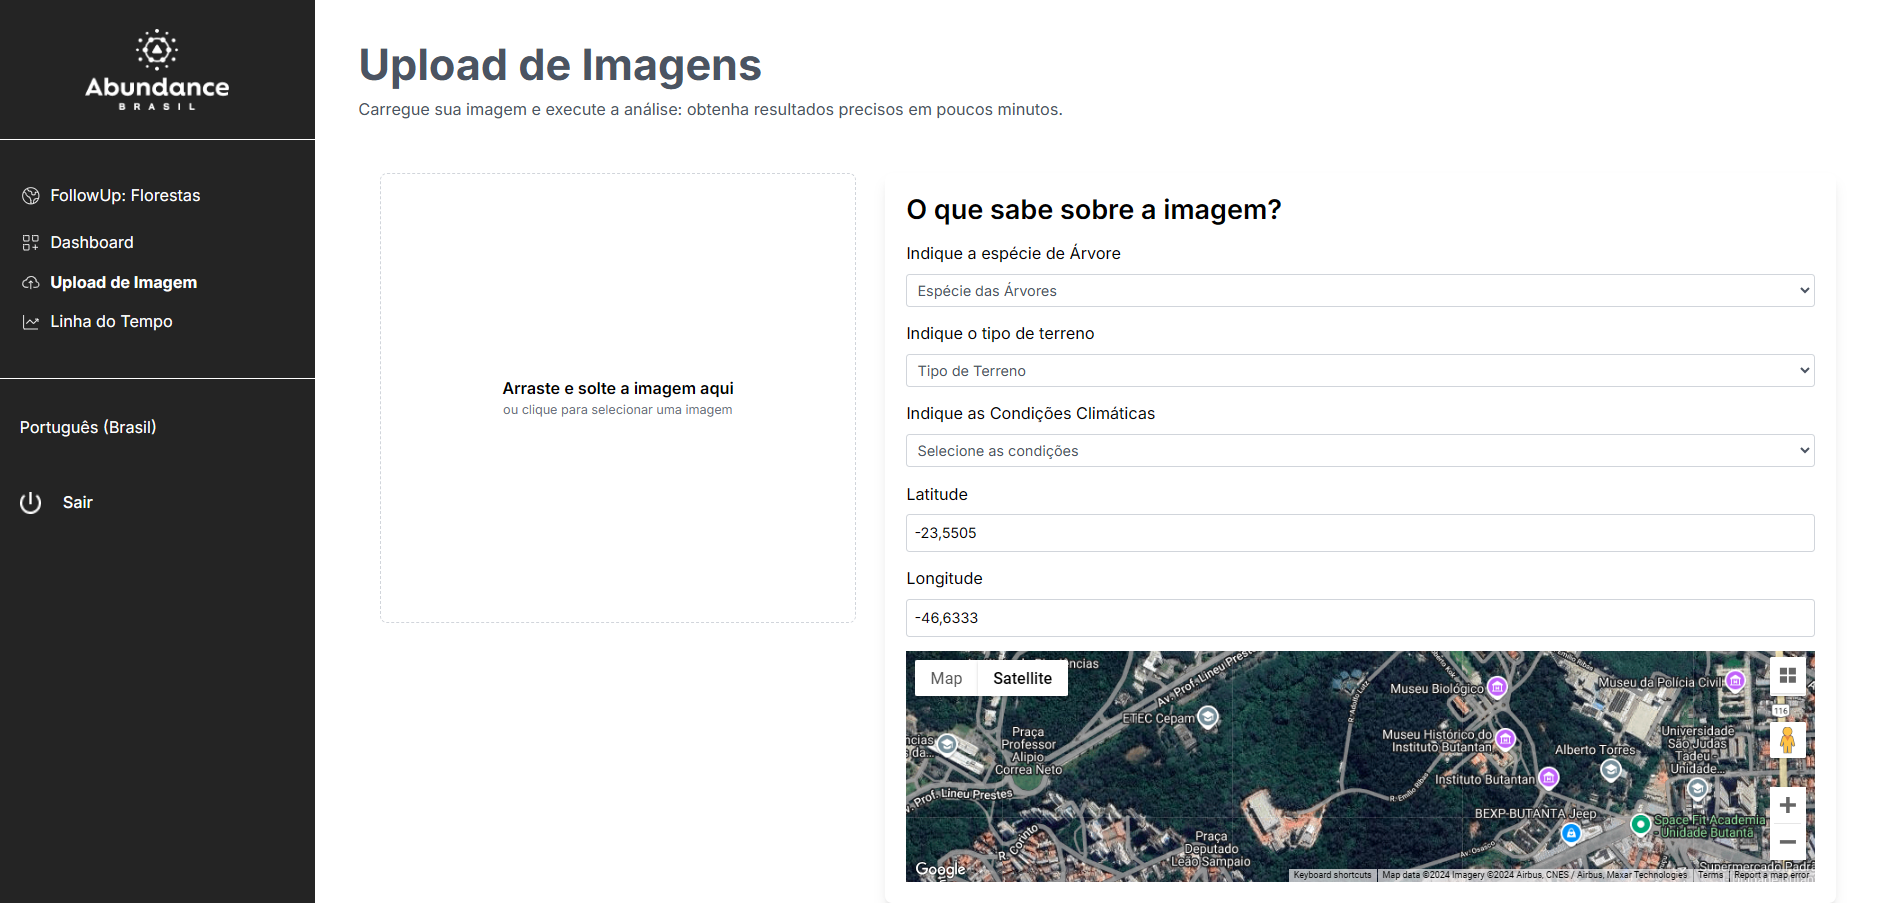 Abundance
BRASIL
FollowUp: Florestas
Dashboard
Upload de Imagem
Linha do Tempo
Português (Brasil)
Sair
Upload de Imagens
Carregue sua imagem e execute a análise: obtenha resultados precisos em poucos minutos.
Arraste e solte a imagem aqui
ou clique para selecionar uma imagem
O que sabe sobre a imagem?
Indique a espécie de Árvore
Espécie das Árvores
Indique o tipo de terreno
Tipo de Terreno
Indique as Condições Climáticas
Selecione as condições
Latitude
-23,5505
Longitude
-46,6333
Map
Satellite
Av. Prof. Lineu Prestes
ETEC Cepam
Praça
Professor
Alipio
Correa Neto
Av. Prof. Lineu Prestes
R. Corinto
Praça
Deputado
Leão Sampaio
Museu Biológico
Museu Histórico do
Instituto Butantan
Instituto Butantan
R. Emílio Ribas
Museu da Polícia Civil
116
Alberto Torres
Universidade
São Judas
Tadeu -
Unidade...
BEXP-BUTANTA Jeep
Space Fit Academia
- Unidade Butantã
Google
Keyboard shortcuts
Map data ©2024 Imagery ©2024 Airbus, CNES / Airbus, Maxar Technologies
Terms
Report a map error